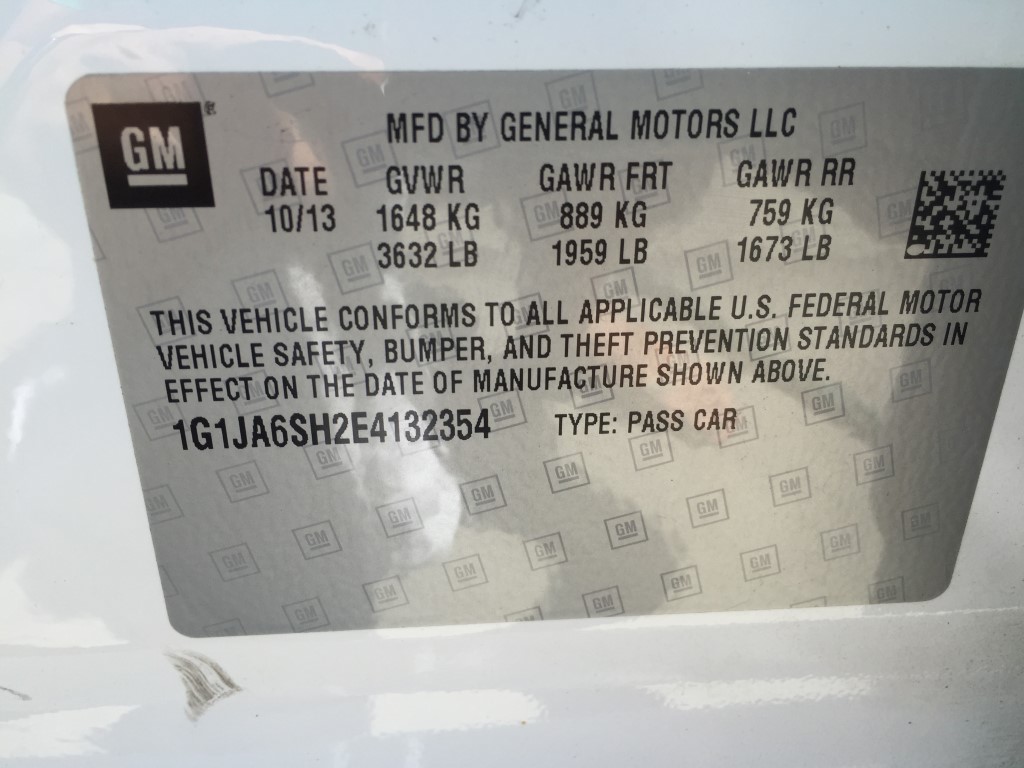 GM
MFD BY GENERAL MOTORS LLC
DATE GVWR GAWR FRT GAWR RR
10/13 1648 KG 889 KG 759 KG
3632 LB 1959 LB 1673 LB
THIS VEHICLE CONFORMS TO ALL APPLICABLE U.S. FEDERAL MOTOR
VEHICLE SAFETY, BUMPER, AND THEFT PREVENTION STANDARDS IN
EFFECT ON THE DATE OF MANUFACTURE SHOWN ABOVE.
1G1JA6SH2E4132354 TYPE: PASS CAR